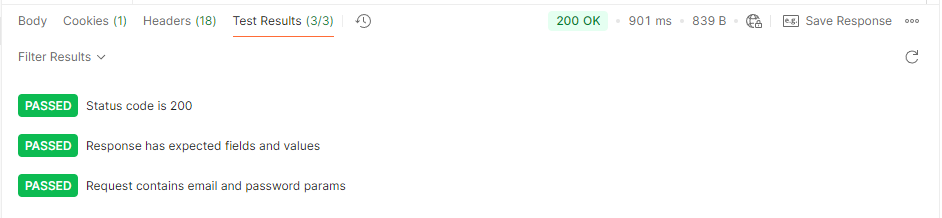 Body Cookies (1) Headers (18) Test Results (3/3) 200 OK • 901 ms • 839 B e.g. Save Response
Filter Results
PASSED Status code is 200
PASSED Response has expected fields and values
PASSED Request contains email and password params